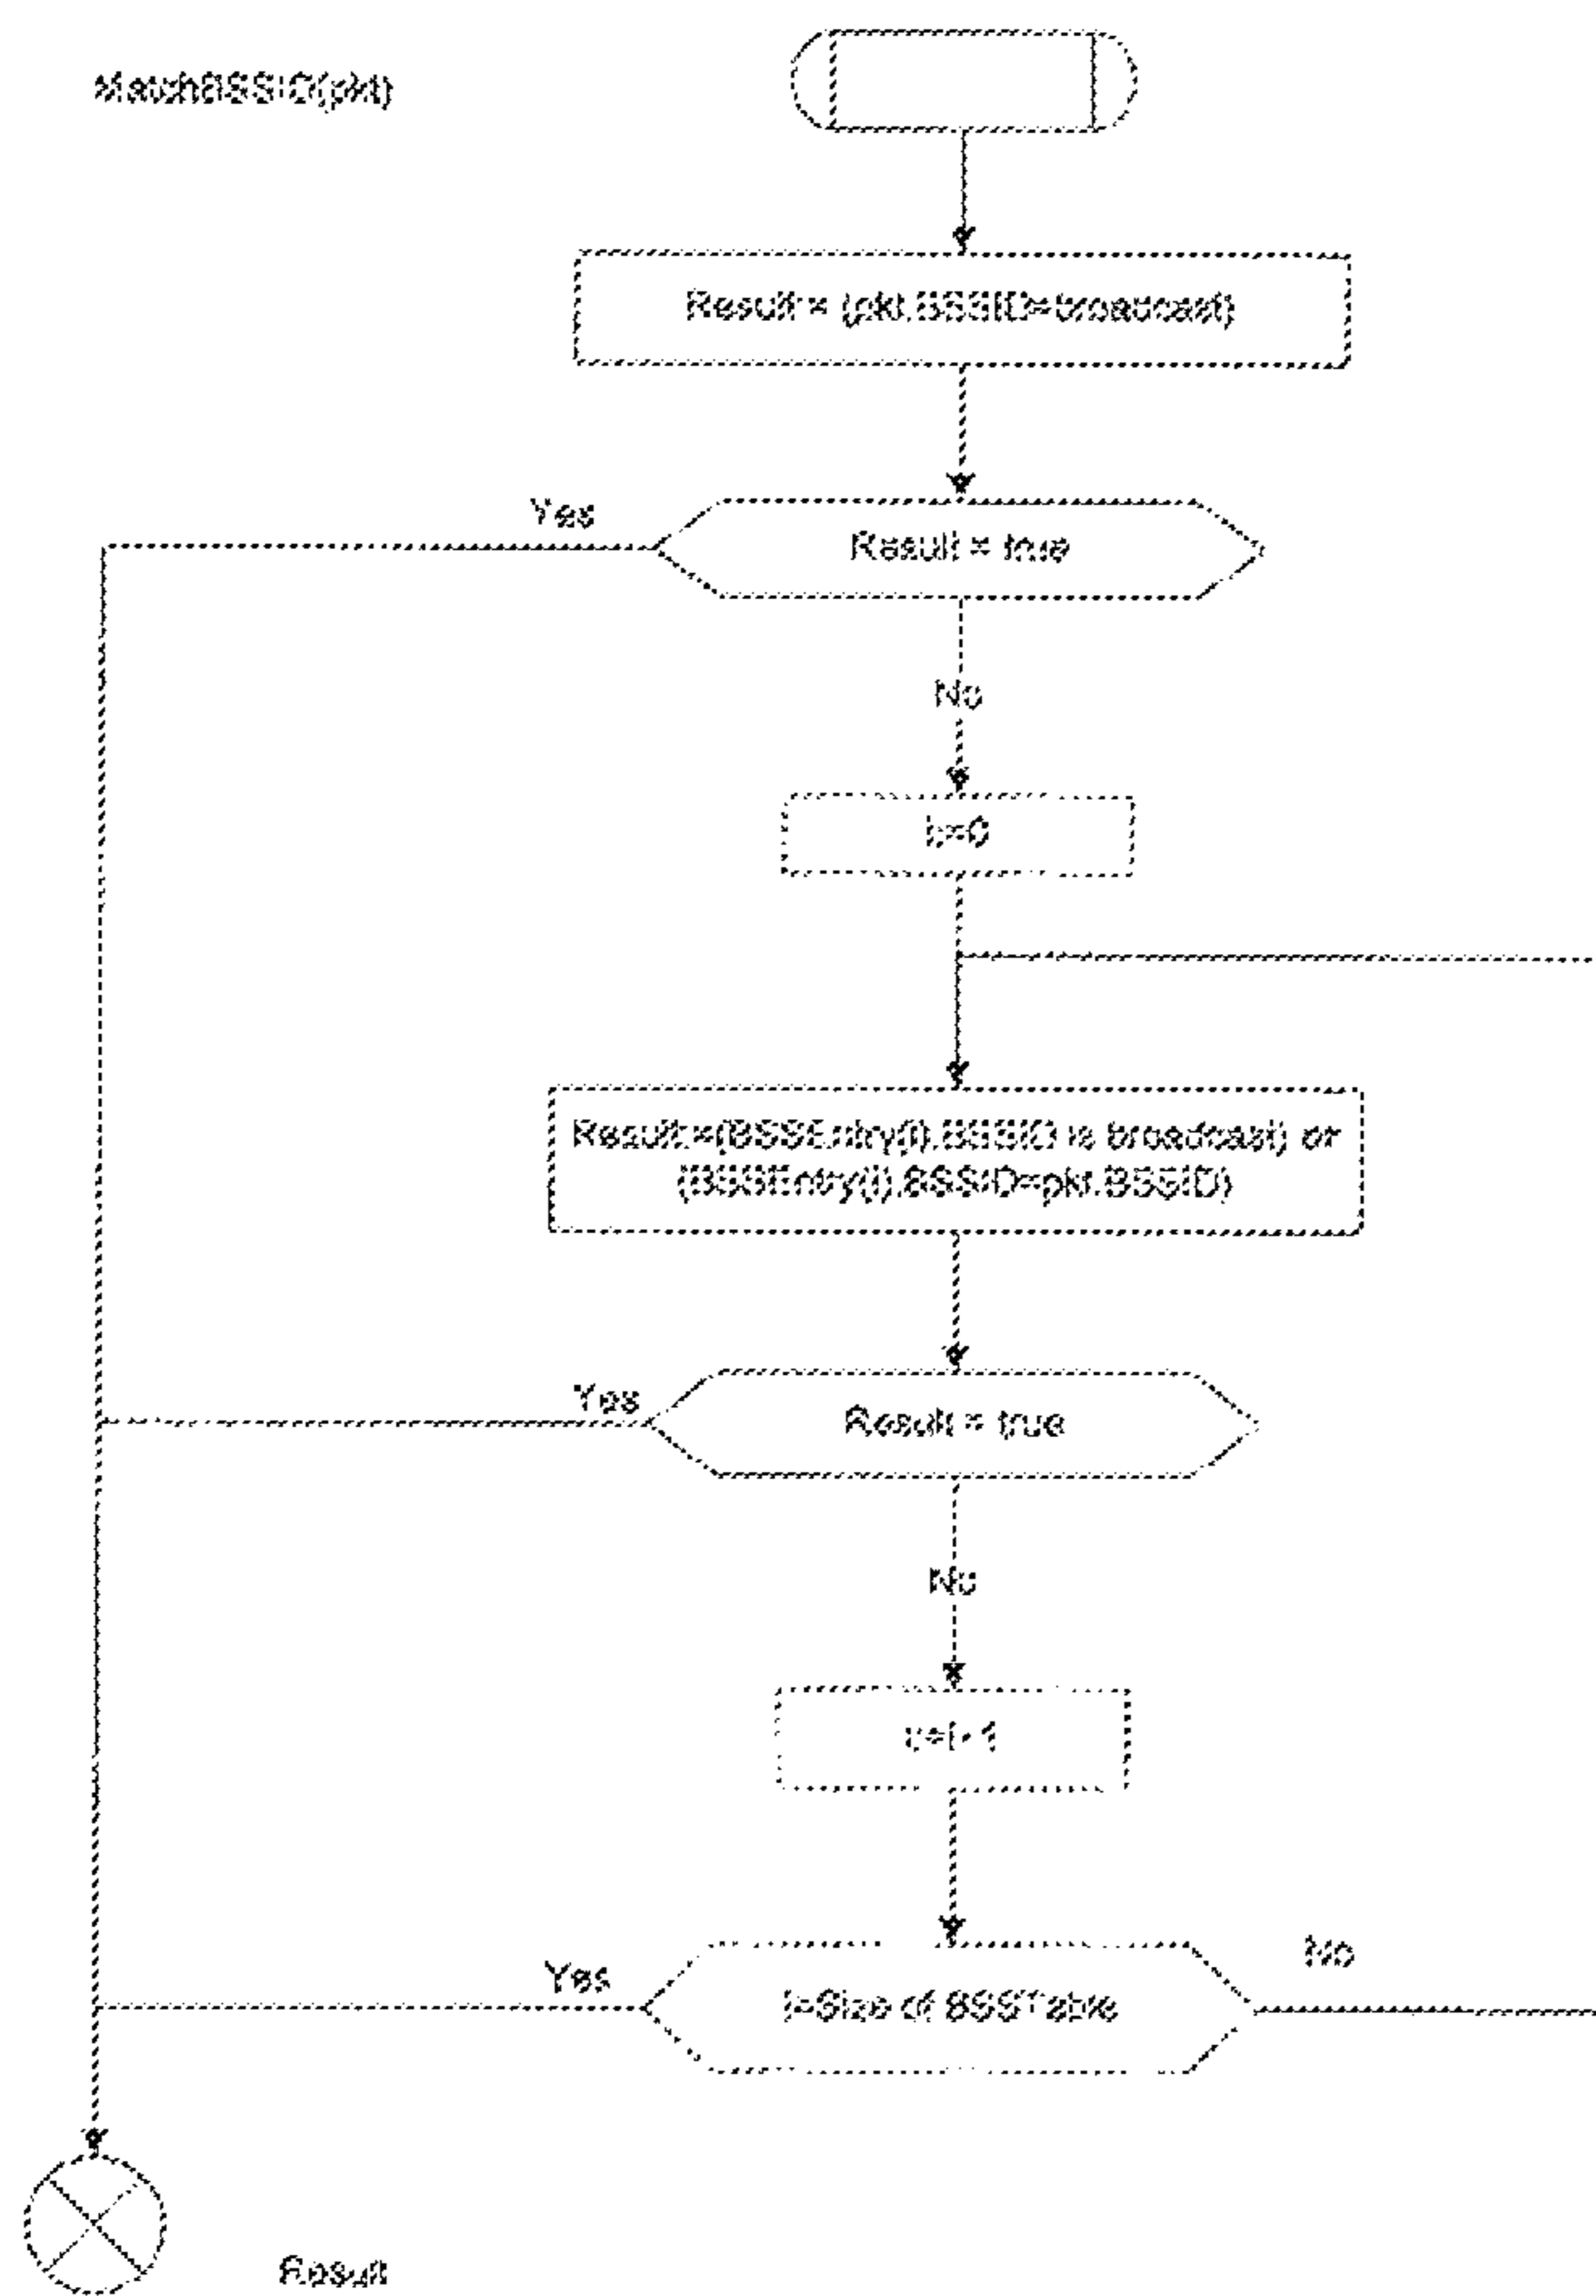 MatchBSSID(pkt)
Result = (pkt.BSSID=broadcast)
Yes
Result = true
No
i:=0
Result:=(BSSEntry(i).BSSID is broadcast) or
(BSSEntry(i).BSSID=pkt.BSSID)
Yes
Result = true
No
Yes
No
i=Size of BSSTable
Result